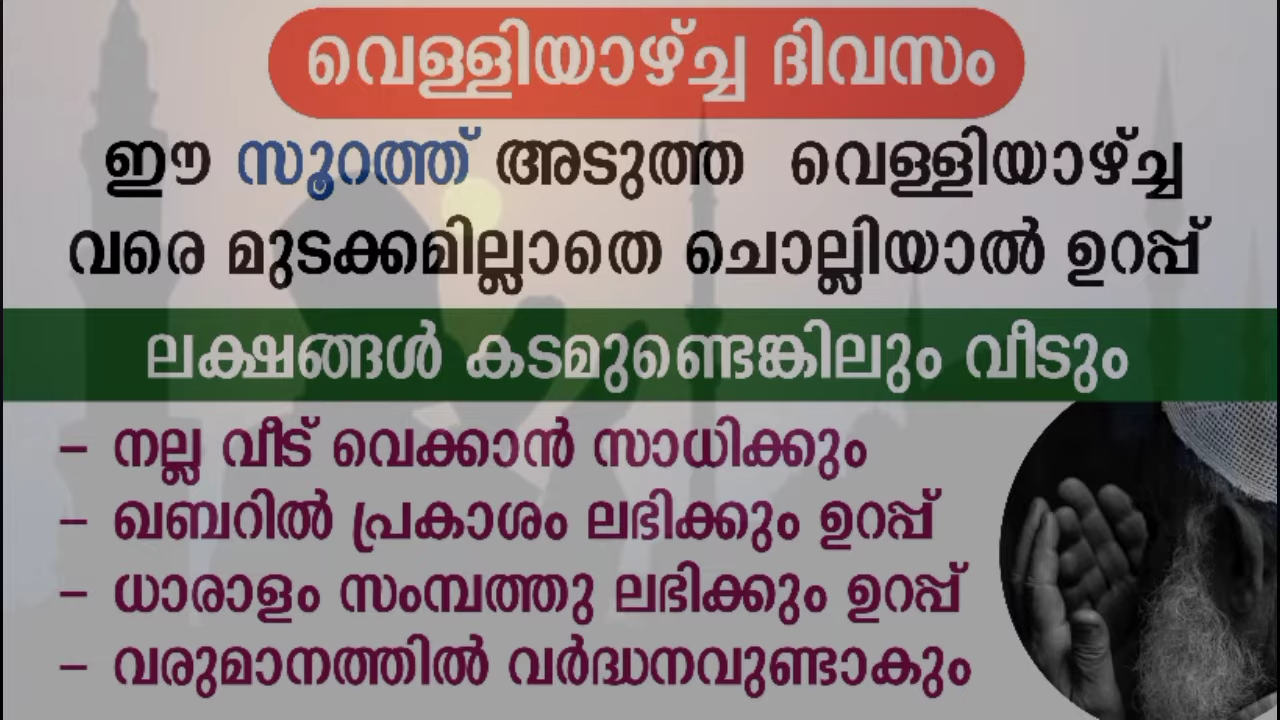 വെള്ളിയാഴ്ച്ച ദിവസം
ഈ സൂറത്ത് അടുത്ത വെള്ളിയാഴ്ച്ച
വരെ മുടക്കമില്ലാതെ ചൊല്ലിയാൽ ഉറപ്പ്
ലക്ഷങ്ങൾ കടമുണ്ടെങ്കിലും വീടും
- നല്ല വീട് വെക്കാൻ സാധിക്കും
- ഖബറിൽ പ്രകാശം ലഭിക്കും ഉറപ്പ്
- ധാരാളം സംമ്പത്തു ലഭിക്കും ഉറപ്പ്
- വരുമാനത്തിൽ വർദ്ധനവുണ്ടാകും